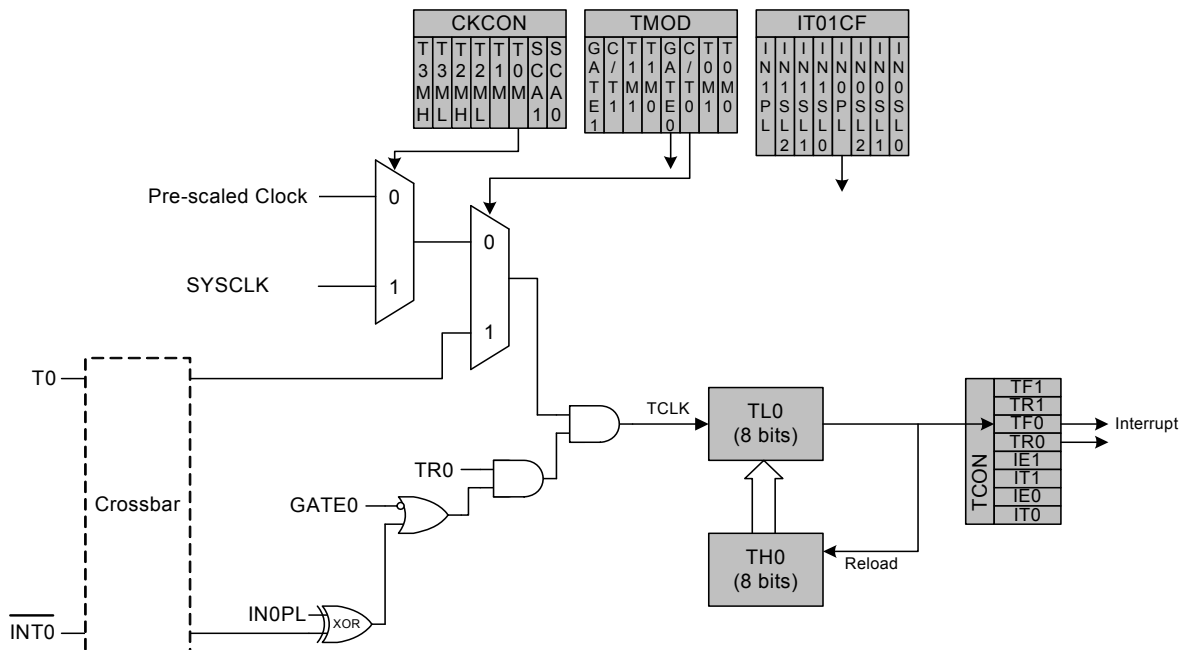 CKCON
T3MH
T3ML
T2MH
T2ML
T1M
T0M
SCA1
SCA0
TMOD
GATE1
C/T1
T1M1
T1M0
GATE0
C/T0
T0M1
T0M0
IT01CF
IN1PL
IN1SL2
IN1SL1
IN1SL0
IN0PL
IN0SL2
IN0SL1
IN0SL0
Pre-scaled Clock
0
SYSCLK
1
0
1
T0
Crossbar
INT0
GATE0
TR0
IN0PL
XOR
TCLK
TL0
(8 bits)
TH0
(8 bits)
Reload
TCON
TF1
TR1
TF0
TR0
IE1
IT1
IE0
IT0
Interrupt